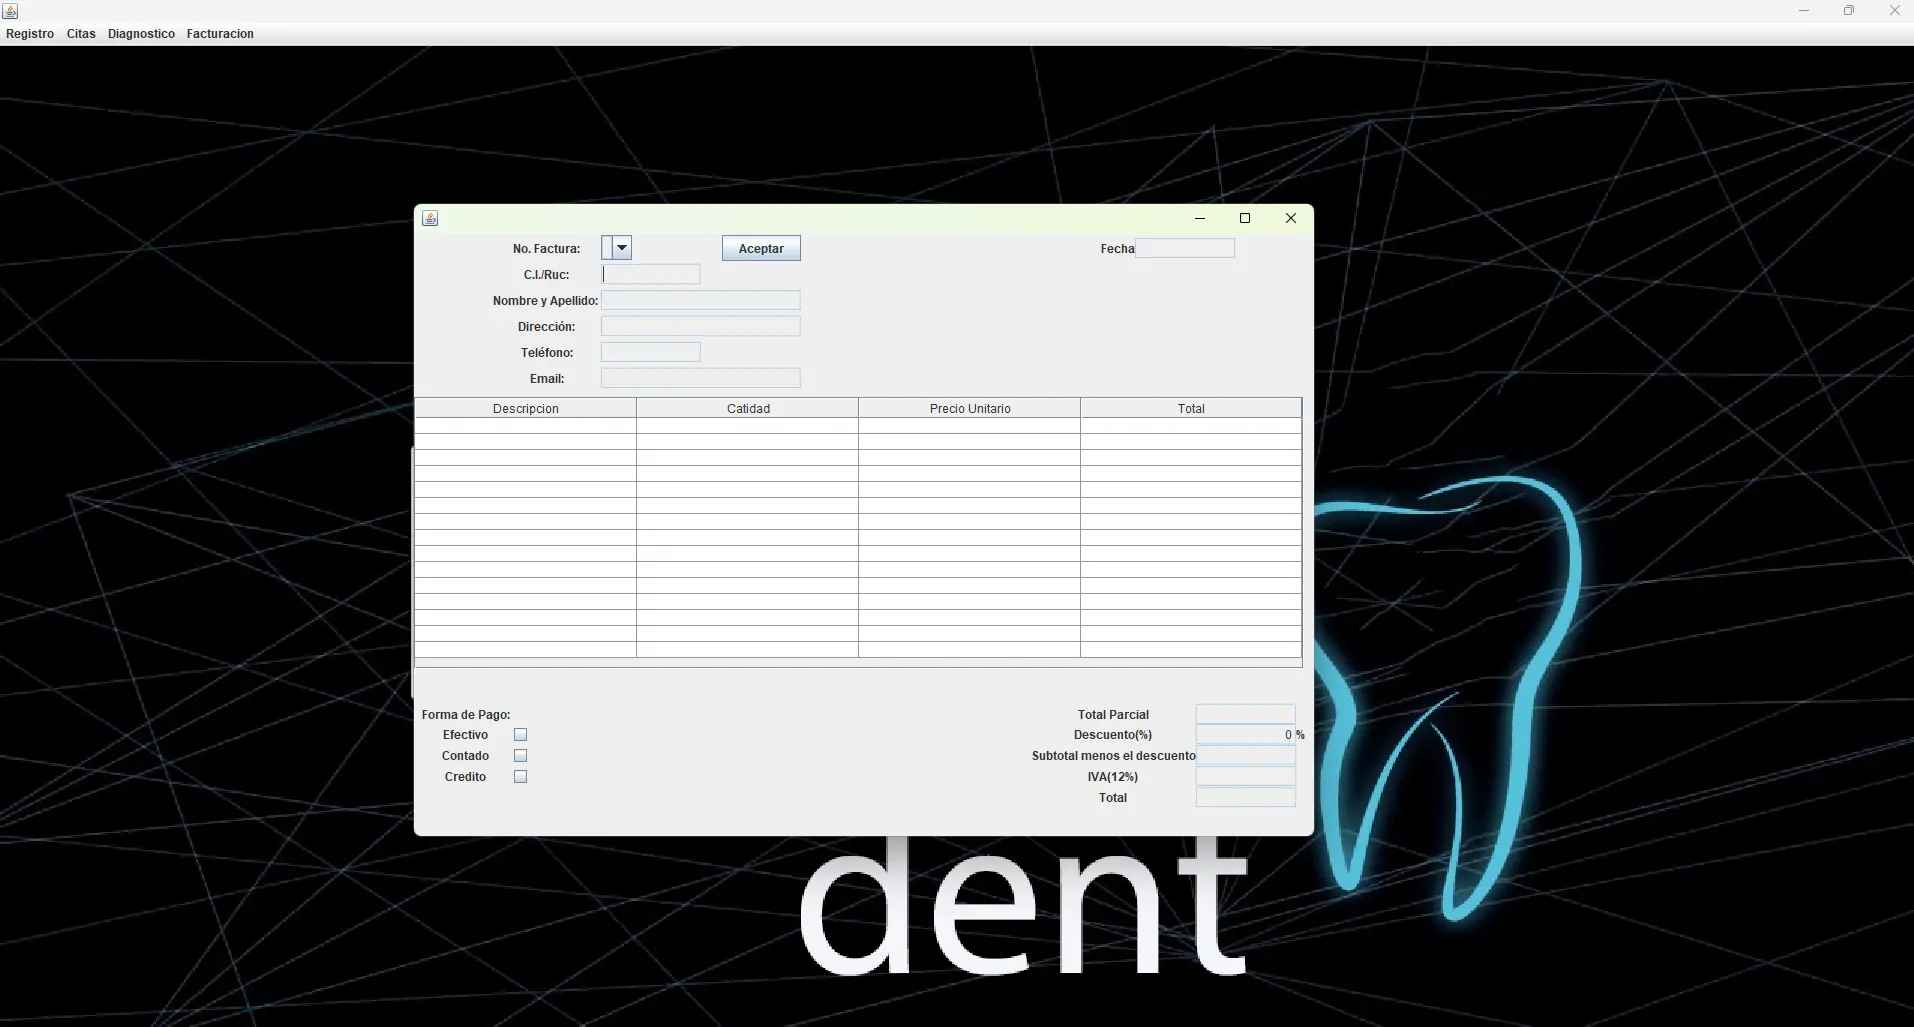 Registro Citas Diagnostico Facturacion
No. Factura: Aceptar Fecha
C.I./Ruc:
Nombre y Apellido:
Dirección:
Teléfono:
Email:
Descripcion Catidad Precio Unitario Total
Forma de Pago: Total Parcial
Efectivo Descuento(%) 0 %
Contado Subtotal menos el descuento
Credito IVA(12%)
Total
dent